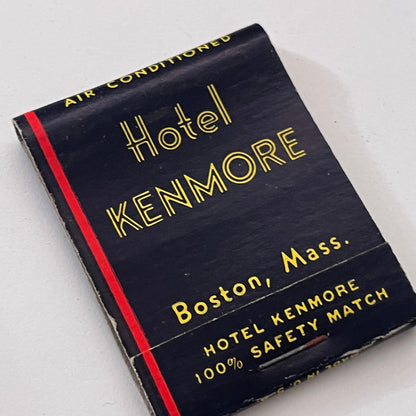 AIR CONDITIONED
Hotel
KENMORE
Boston, Mass.
HOTEL KENMORE
100% SAFETY MATCH